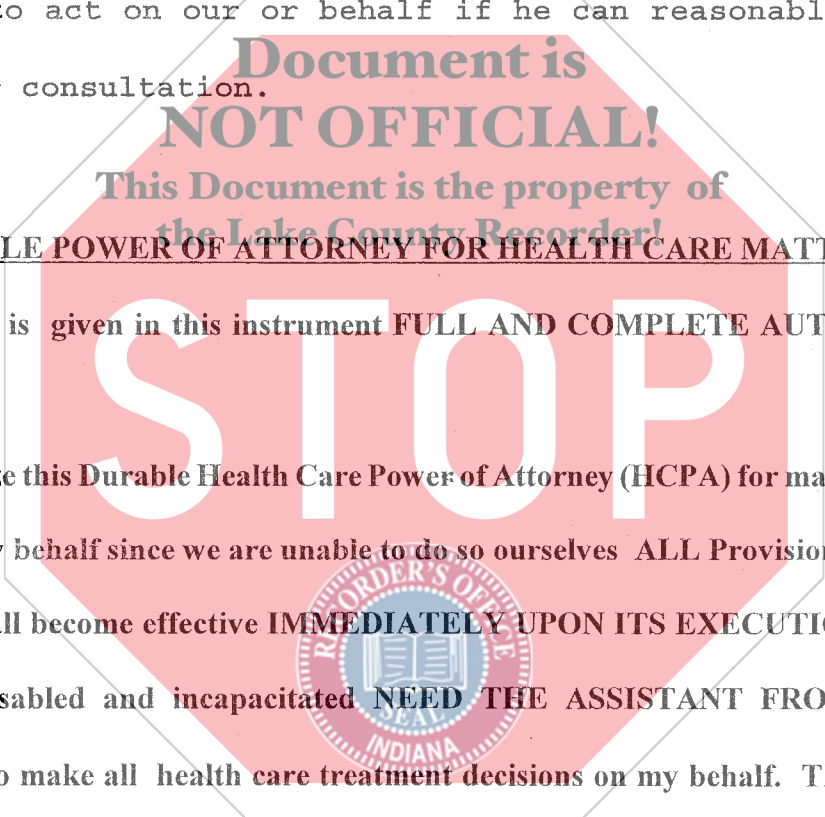 to act on our or behalf if he can reasonabl
consultation.
Document is
NOT OFFICIAL!
This Document is the property of
the Lake County Recorder!
LE POWER OF ATTORNEY FOR HEALTH CARE MATT
is given in this instrument FULL AND COMPLETE AUT
STOP
e this Durable Health Care Power of Attorney (HCPA) for ma
behalf since we are unable to do so ourselves ALL Provision
ll become effective IMMEDIATELY UPON ITS EXECUTI
sabled and incapacitated NEED THE ASSISTANT FRO
o make all health care treatment decisions on my behalf. T
RECORDER'S OFFICE
SEAL
INDIANA